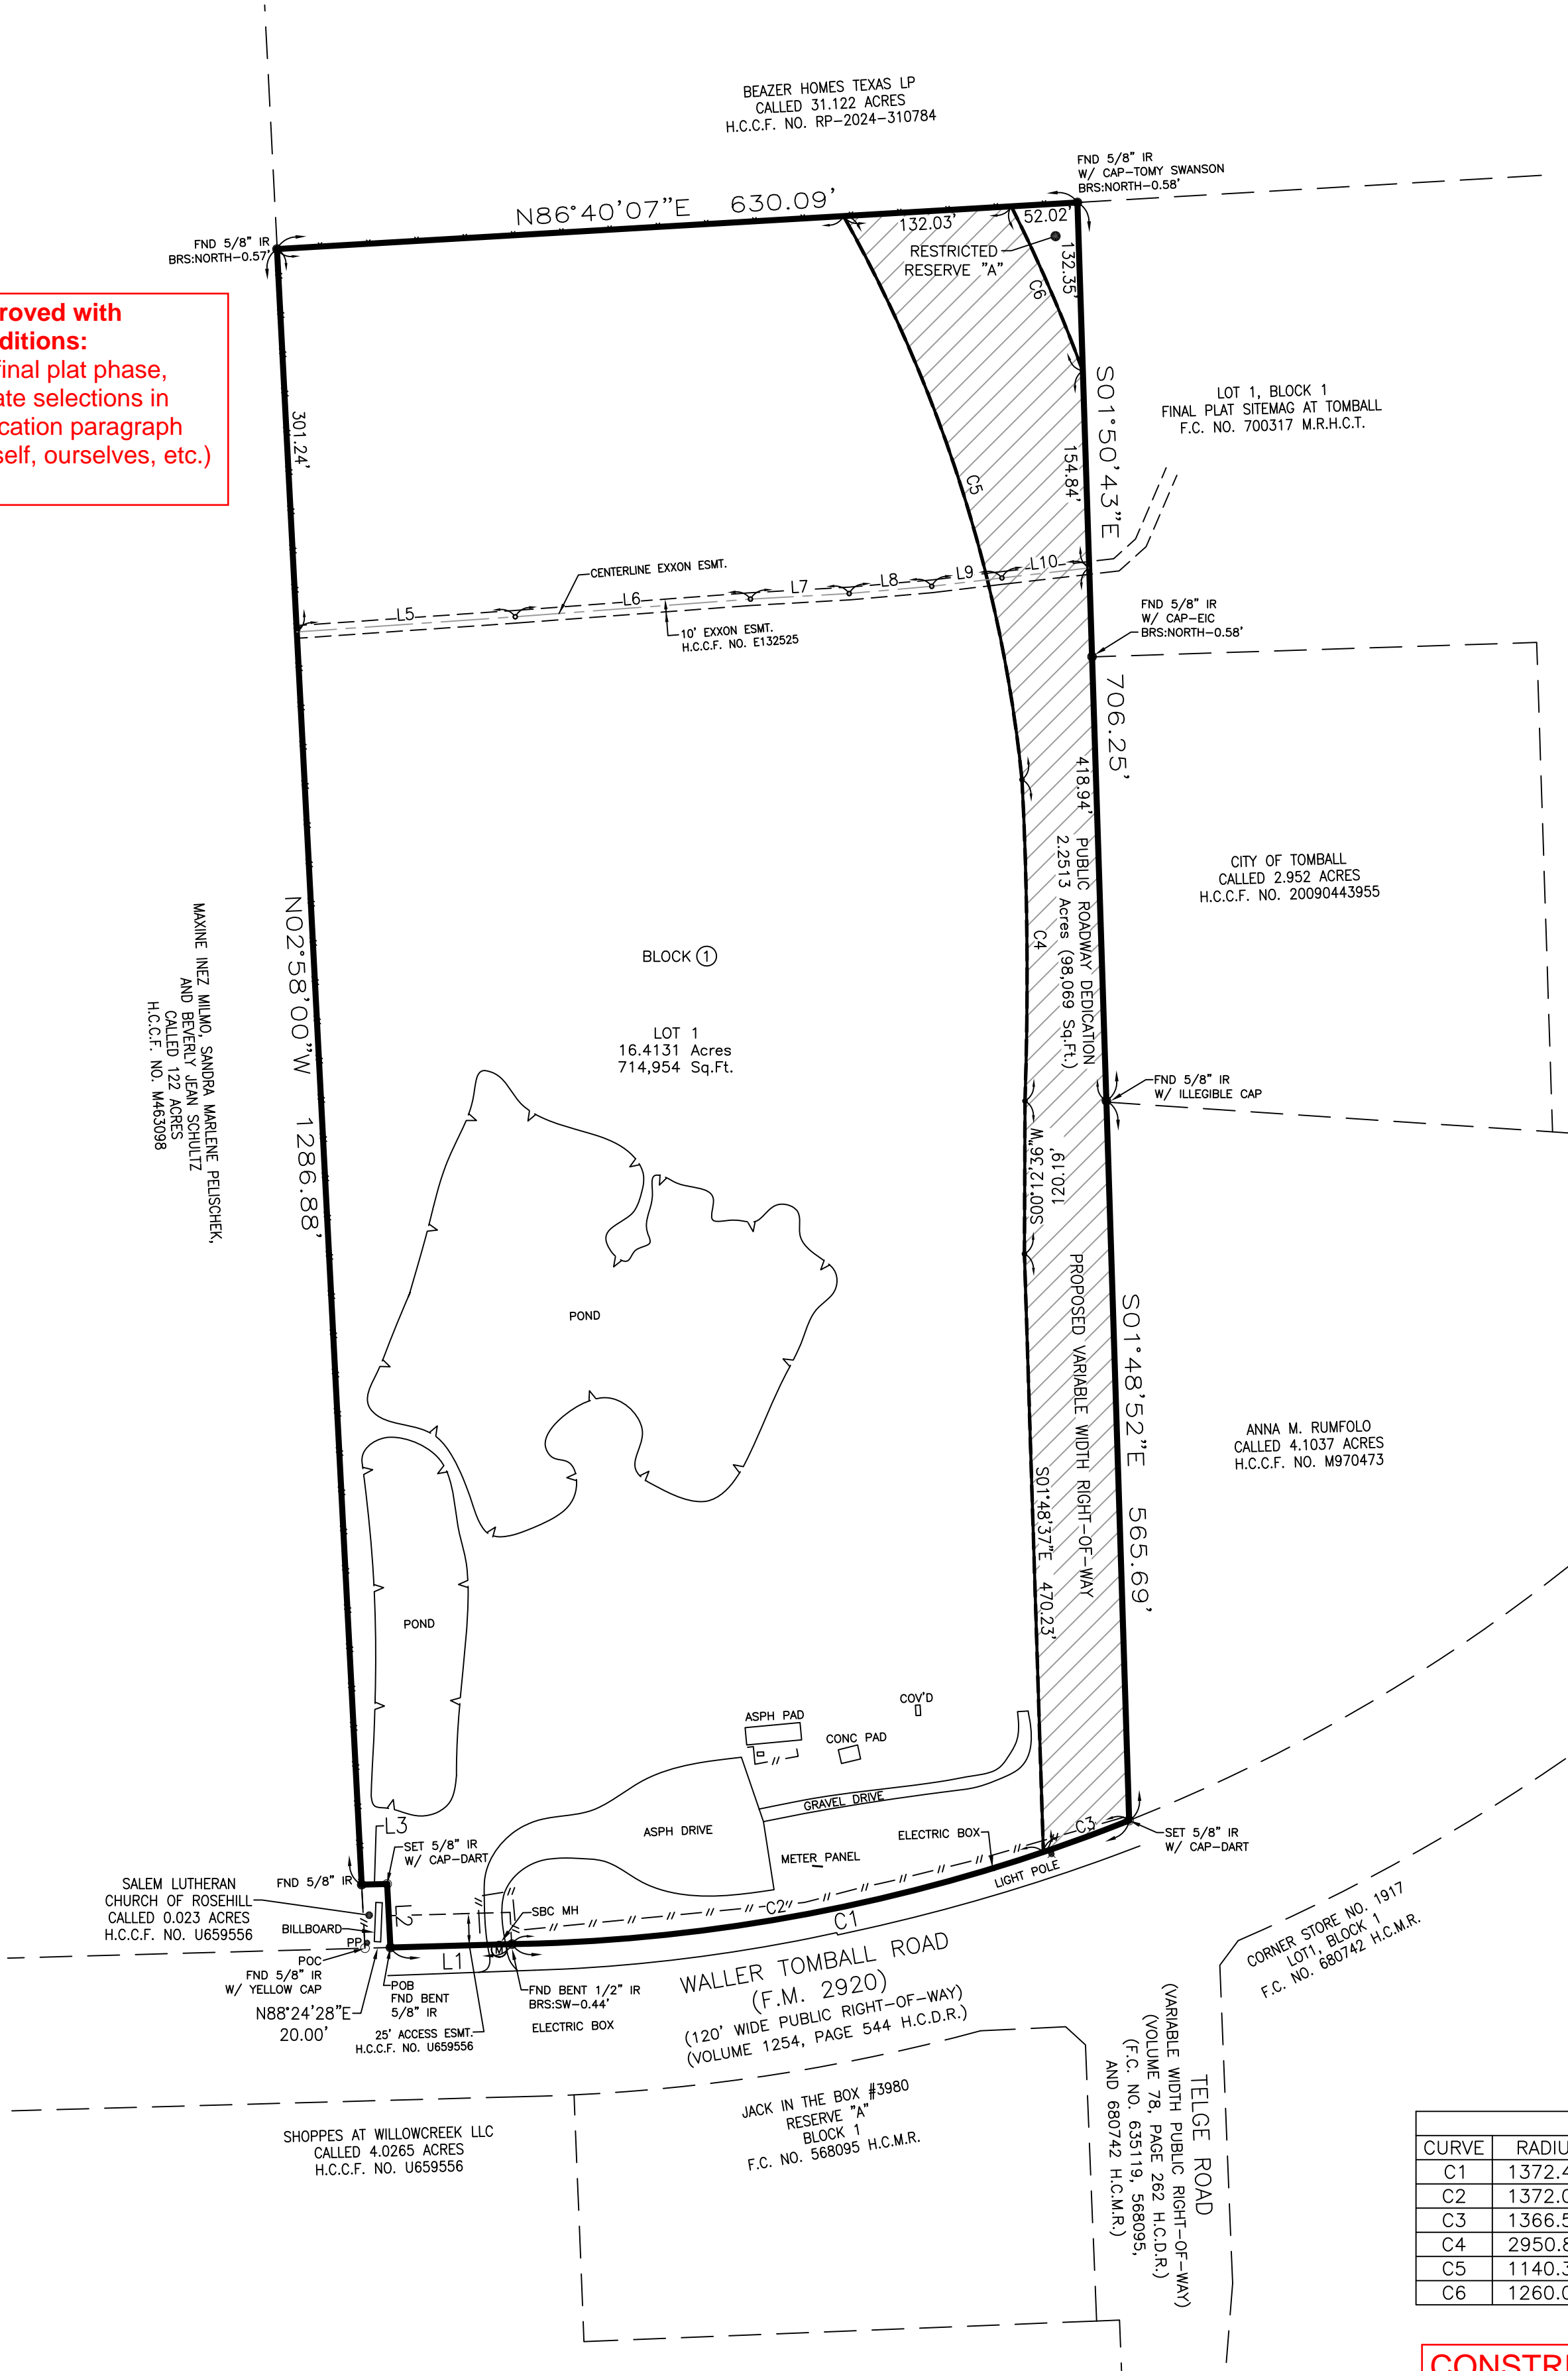 BEAZER HOMES TEXAS LP
CALLED 31.122 ACRES
H.C.C.F. NO. RP-2024-310784
FND 5/8" IR
W/ CAP-TOMY SWANSON
BRS:NORTH-0.58'
N86°40'07"E 630.09'
132.03'
52.02'
FND 5/8" IR
BRS:NORTH-0.57'
RESTRICTED
RESERVE "A"
132.35'
C6
roved with
ditions:
final plat phase,
ate selections in
cation paragraph
self, ourselves, etc.)
301.24'
S01°50'43"E
706.25'
LOT 1, BLOCK 1
FINAL PLAT SITEMAG AT TOMBALL
F.C. NO. 700317 M.R.H.C.T.
154.84'
C5
CENTERLINE EXXON ESMT.
L5
L6
L7
L8
L9
L10
10' EXXON ESMT.
H.C.C.F. NO. E132525
FND 5/8" IR
W/ CAP-EIC
BRS:NORTH-0.58'
418.94'
PUBLIC ROADWAY DEDICATION
2.2513 Acres (98,069 Sq.Ft.)
CITY OF TOMBALL
CALLED 2.952 ACRES
H.C.C.F. NO. 20090443955
C4
MAXINE INEZ MILMO, SANDRA MARLENE PELISCHEK,
AND BEVERLY JEAN SCHULTZ
CALLED 122 ACRES
H.C.C.F. NO. M463098
N02°58'00"W 1286.88'
BLOCK 1
LOT 1
16.4131 Acres
714,954 Sq.Ft.
FND 5/8" IR
W/ ILLEGIBLE CAP
S00°12'36"W
120.19'
PROPOSED VARIABLE WIDTH RIGHT-OF-WAY
S01°48'52"E 565.69'
POND
ANNA M. RUMFOLO
CALLED 4.1037 ACRES
H.C.C.F. NO. M970473
S01°48'37"E 470.23'
POND
COV'D
ASPH PAD
CONC PAD
GRAVEL DRIVE
ASPH DRIVE
ELECTRIC BOX
METER PANEL
LIGHT POLE
C3
SET 5/8" IR
W/ CAP-DART
L3
SET 5/8" IR
W/ CAP-DART
FND 5/8" IR
SALEM LUTHERAN
CHURCH OF ROSEHILL
CALLED 0.023 ACRES
H.C.C.F. NO. U659556
BILLBOARD
PP
L2
SBC MH
M
C2
C1
L1
POC
FND 5/8" IR
W/ YELLOW CAP
POB
FND BENT
5/8" IR
FND BENT 1/2" IR
BRS:SW-0.44'
ELECTRIC BOX
N88°24'28"E
20.00'
25' ACCESS ESMT.
H.C.C.F. NO. U659556
WALLER TOMBALL ROAD
(F.M. 2920)
(120' WIDE PUBLIC RIGHT-OF-WAY)
(VOLUME 1254, PAGE 544 H.C.D.R.)
CORNER STORE NO. 1917
LOT1, BLOCK 1
F.C. NO. 680742 H.C.M.R.
TELGE ROAD
(VARIABLE WIDTH PUBLIC RIGHT-OF-WAY)
(VOLUME 78, PAGE 262 H.C.D.R.)
(F.C. NO. 635119, 568095,
AND 680742 H.C.M.R.)
JACK IN THE BOX #3980
RESERVE "A"
BLOCK 1
F.C. NO. 568095 H.C.M.R.
SHOPPES AT WILLOWCREEK LLC
CALLED 4.0265 ACRES
H.C.C.F. NO. U659556
CURVE RADIU
C1 1372.4
C2 1372.0
C3 1366.5
C4 2950.8
C5 1140.3
C6 1260.0
CONSTRU